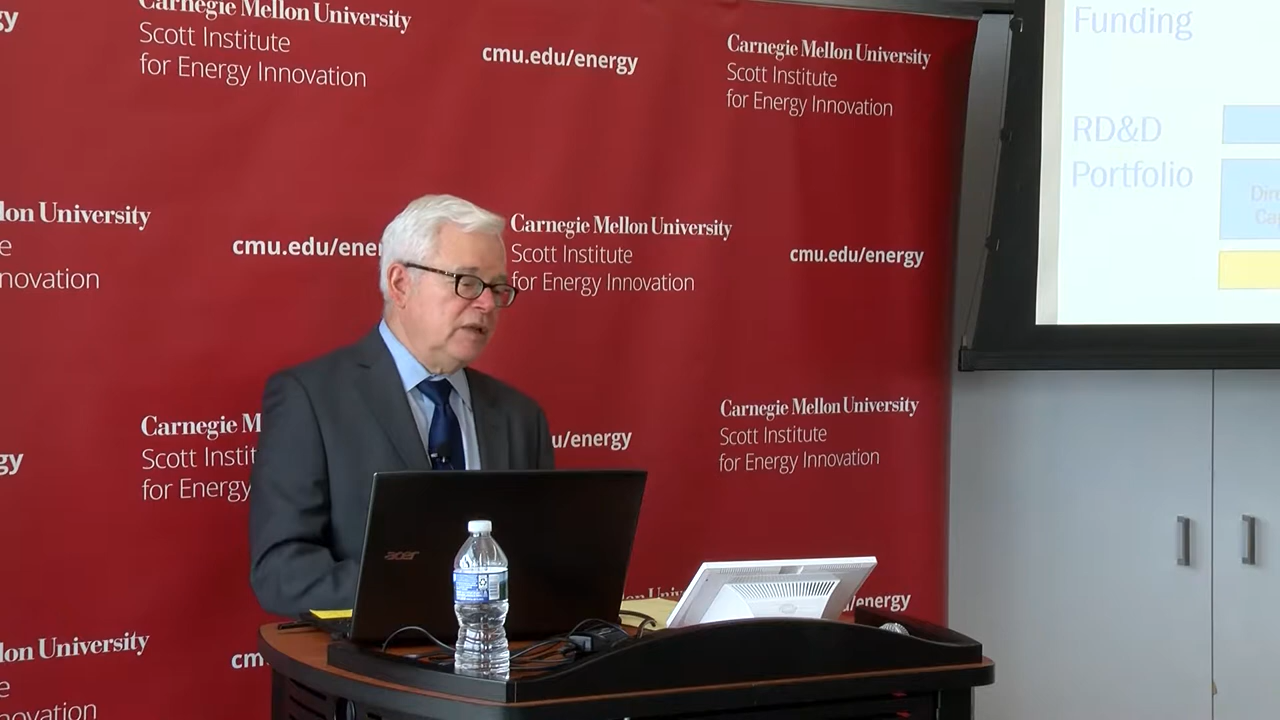 gy
Carnegie Mellon University
Scott Institute
for Energy Innovation
cmu.edu/energy
Carnegie Mellon University
Scott Institute
for Energy Innovation
Funding
RD&D
Portfolio
lon University
e
novation
cmu.edu/ener
Carnegie Mellon University
Scott Institute
for Energy Innovation
cmu.edu/energy
gy
Carnegie M
Scott Instit
for Energy
u/energy
Carnegie Mellon University
Scott Institute
for Energy Innovation
acer
/energy
lon University
e
novation
cm